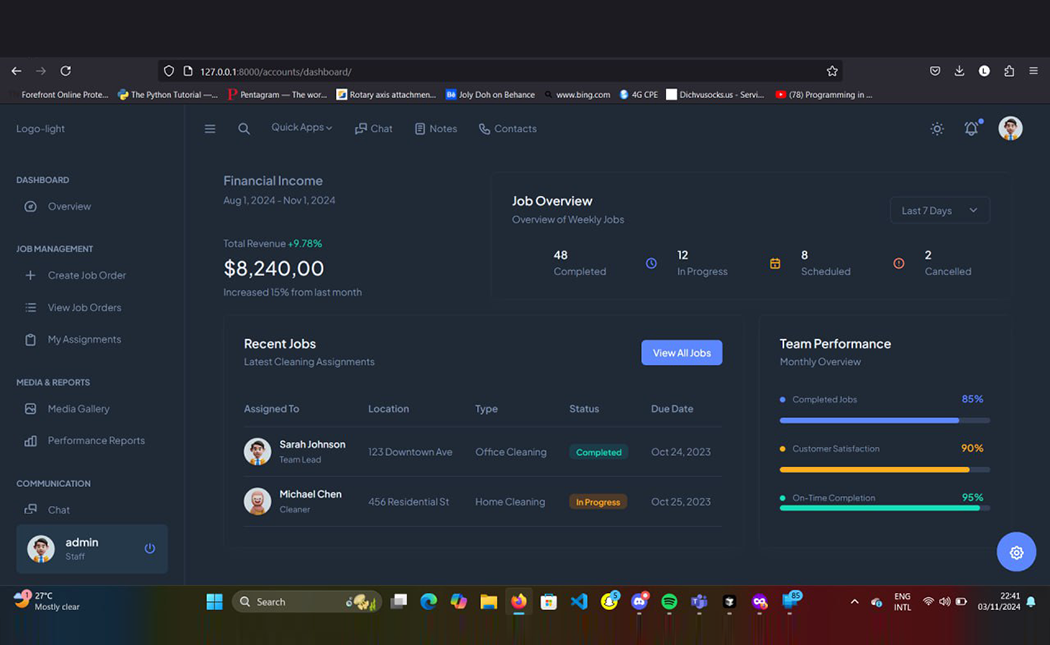 127.0.0.1:8000/accounts/dashboard/
Forefront Online Prote...
The Python Tutorial —...
Pentagram — The wor...
Rotary axis attachmen...
Bē Joly Doh on Behance
www.bing.com
4G CPE
Dichvusocks.us - Servi...
(78) Programming in ...
L
Logo-light
Quick Apps
Chat
Notes
Contacts
DASHBOARD
Overview
JOB MANAGEMENT
Create Job Order
View Job Orders
My Assignments
MEDIA & REPORTS
Media Gallery
Performance Reports
COMMUNICATION
Chat
admin
Staff
Financial Income
Aug 1, 2024 - Nov 1, 2024
Total Revenue +9.78%
$8,240,00
Increased 15% from last month
Job Overview
Overview of Weekly Jobs
Last 7 Days
48
Completed
12
In Progress
8
Scheduled
2
Cancelled
Recent Jobs
Latest Cleaning Assignments
View All Jobs
Assigned To Location Type Status Due Date
Sarah Johnson
Team Lead
123 Downtown Ave Office Cleaning Completed Oct 24, 2023
Michael Chen
Cleaner
456 Residential St Home Cleaning In Progress Oct 25, 2023
Team Performance
Monthly Overview
Completed Jobs 85%
Customer Satisfaction 90%
On-Time Completion 95%
1
27°C
Mostly clear
Search
85
ENG
INTL
22:41
03/11/2024